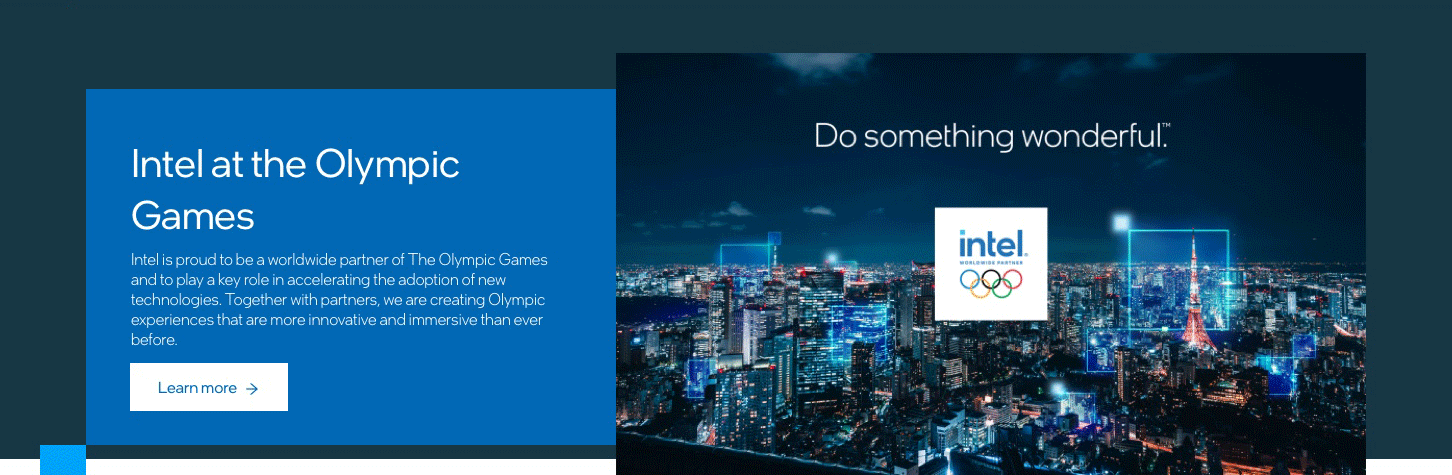 Intel at the Olympic
Games
Intel is proud to be a worldwide partner of The Olympic Games
and to play a key role in accelerating the adoption of new
technologies. Together with partners, we are creating Olympic
experiences that are more innovative and immersive than ever
before.
Learn more →
Do something wonderful.™
intel.
WORLDWIDE PARTNER